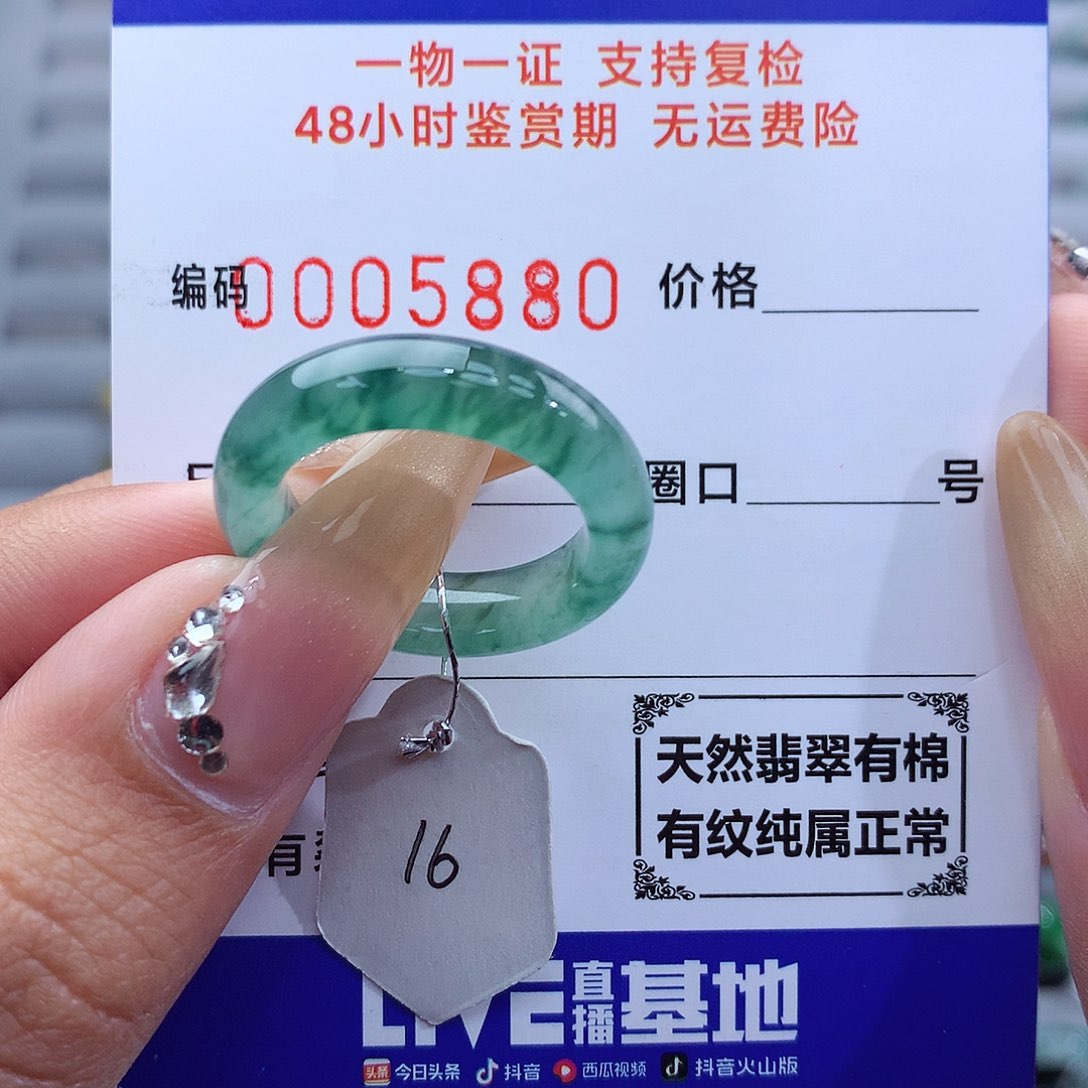 一物一证 支持复检
48小时鉴赏期 无运费险
编码0005880 价格
圈口 号
天然翡翠有棉
有纹纯属正常
16
有
LIVE直播基地
头条 今日头条 抖音 西瓜视频 抖音火山版